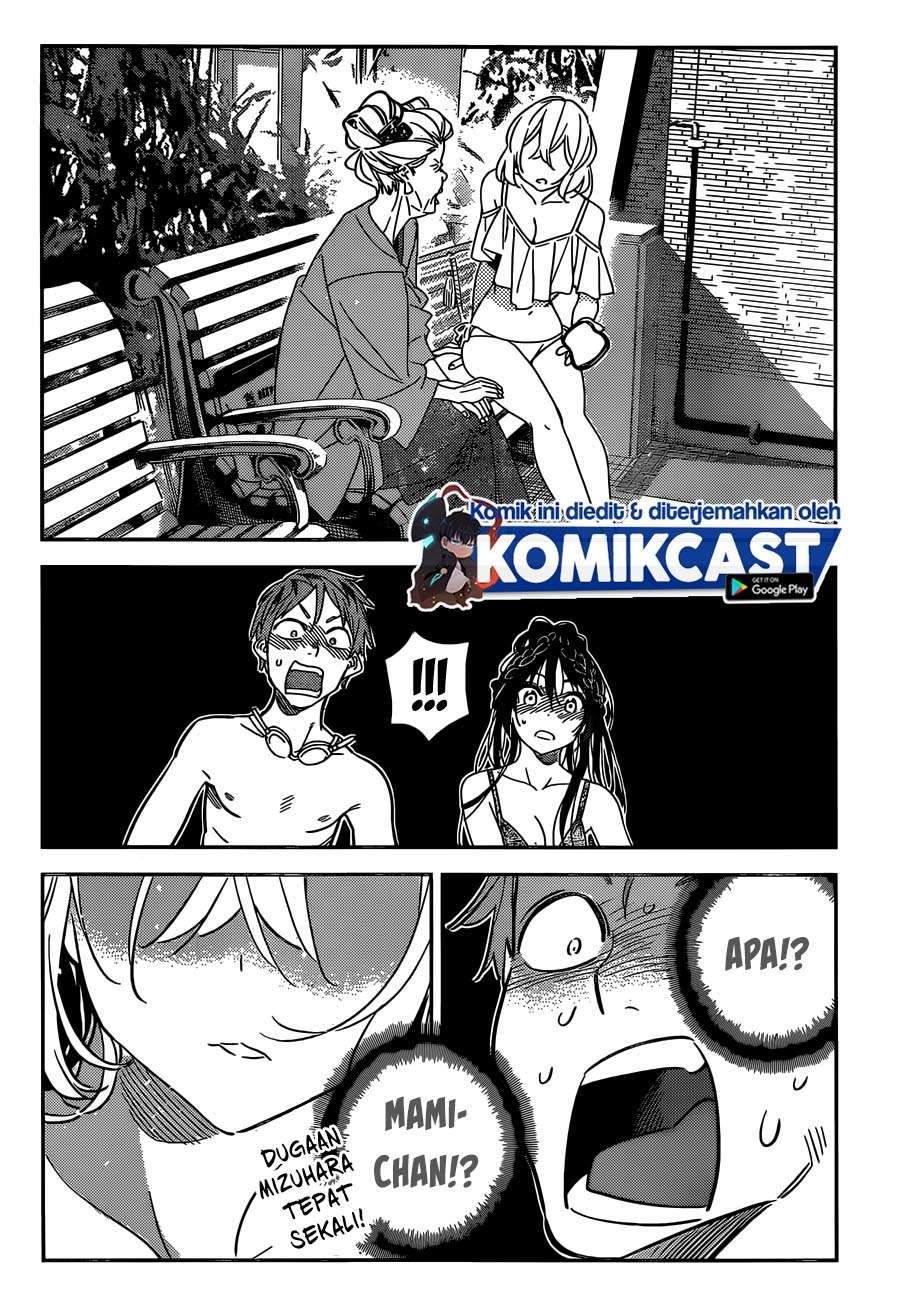 Komik ini diedit & diterjemahkan oleh
KOMIKCAST
GET IT ON
Google Play
!!!
APA!?
MAMI-
CHAN!?
DUGAAN
MIZUHARA
TEPAT
SEKALI!